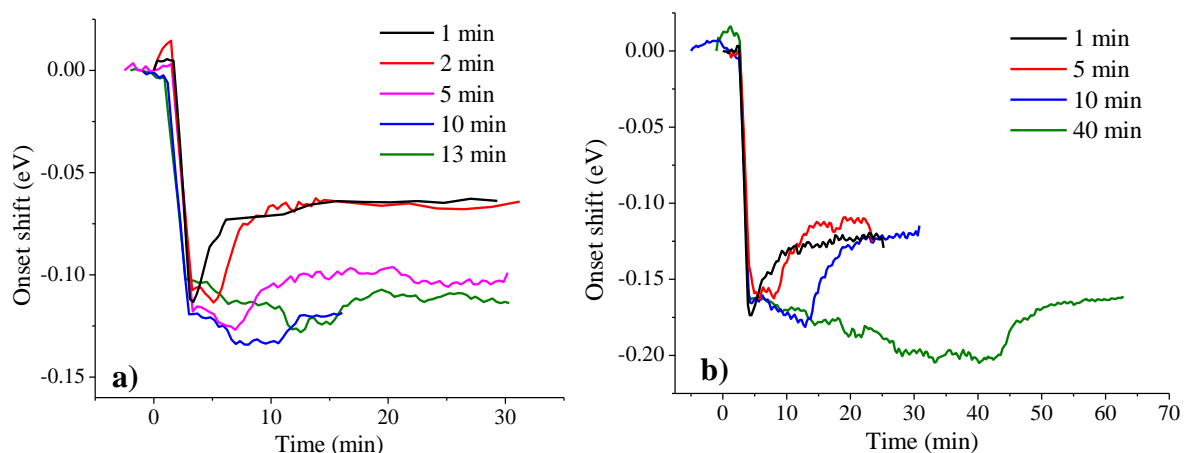 1 min
2 min
5 min
10 min
13 min
0.00
-0.05
-0.10
-0.15
Onset shift (eV)
a)
0 10 20 30
Time (min)
1 min
5 min
10 min
40 min
0.00
-0.05
-0.10
-0.15
-0.20
Onset shift (eV)
b)
0 10 20 30 40 50 60 70
Time (min)